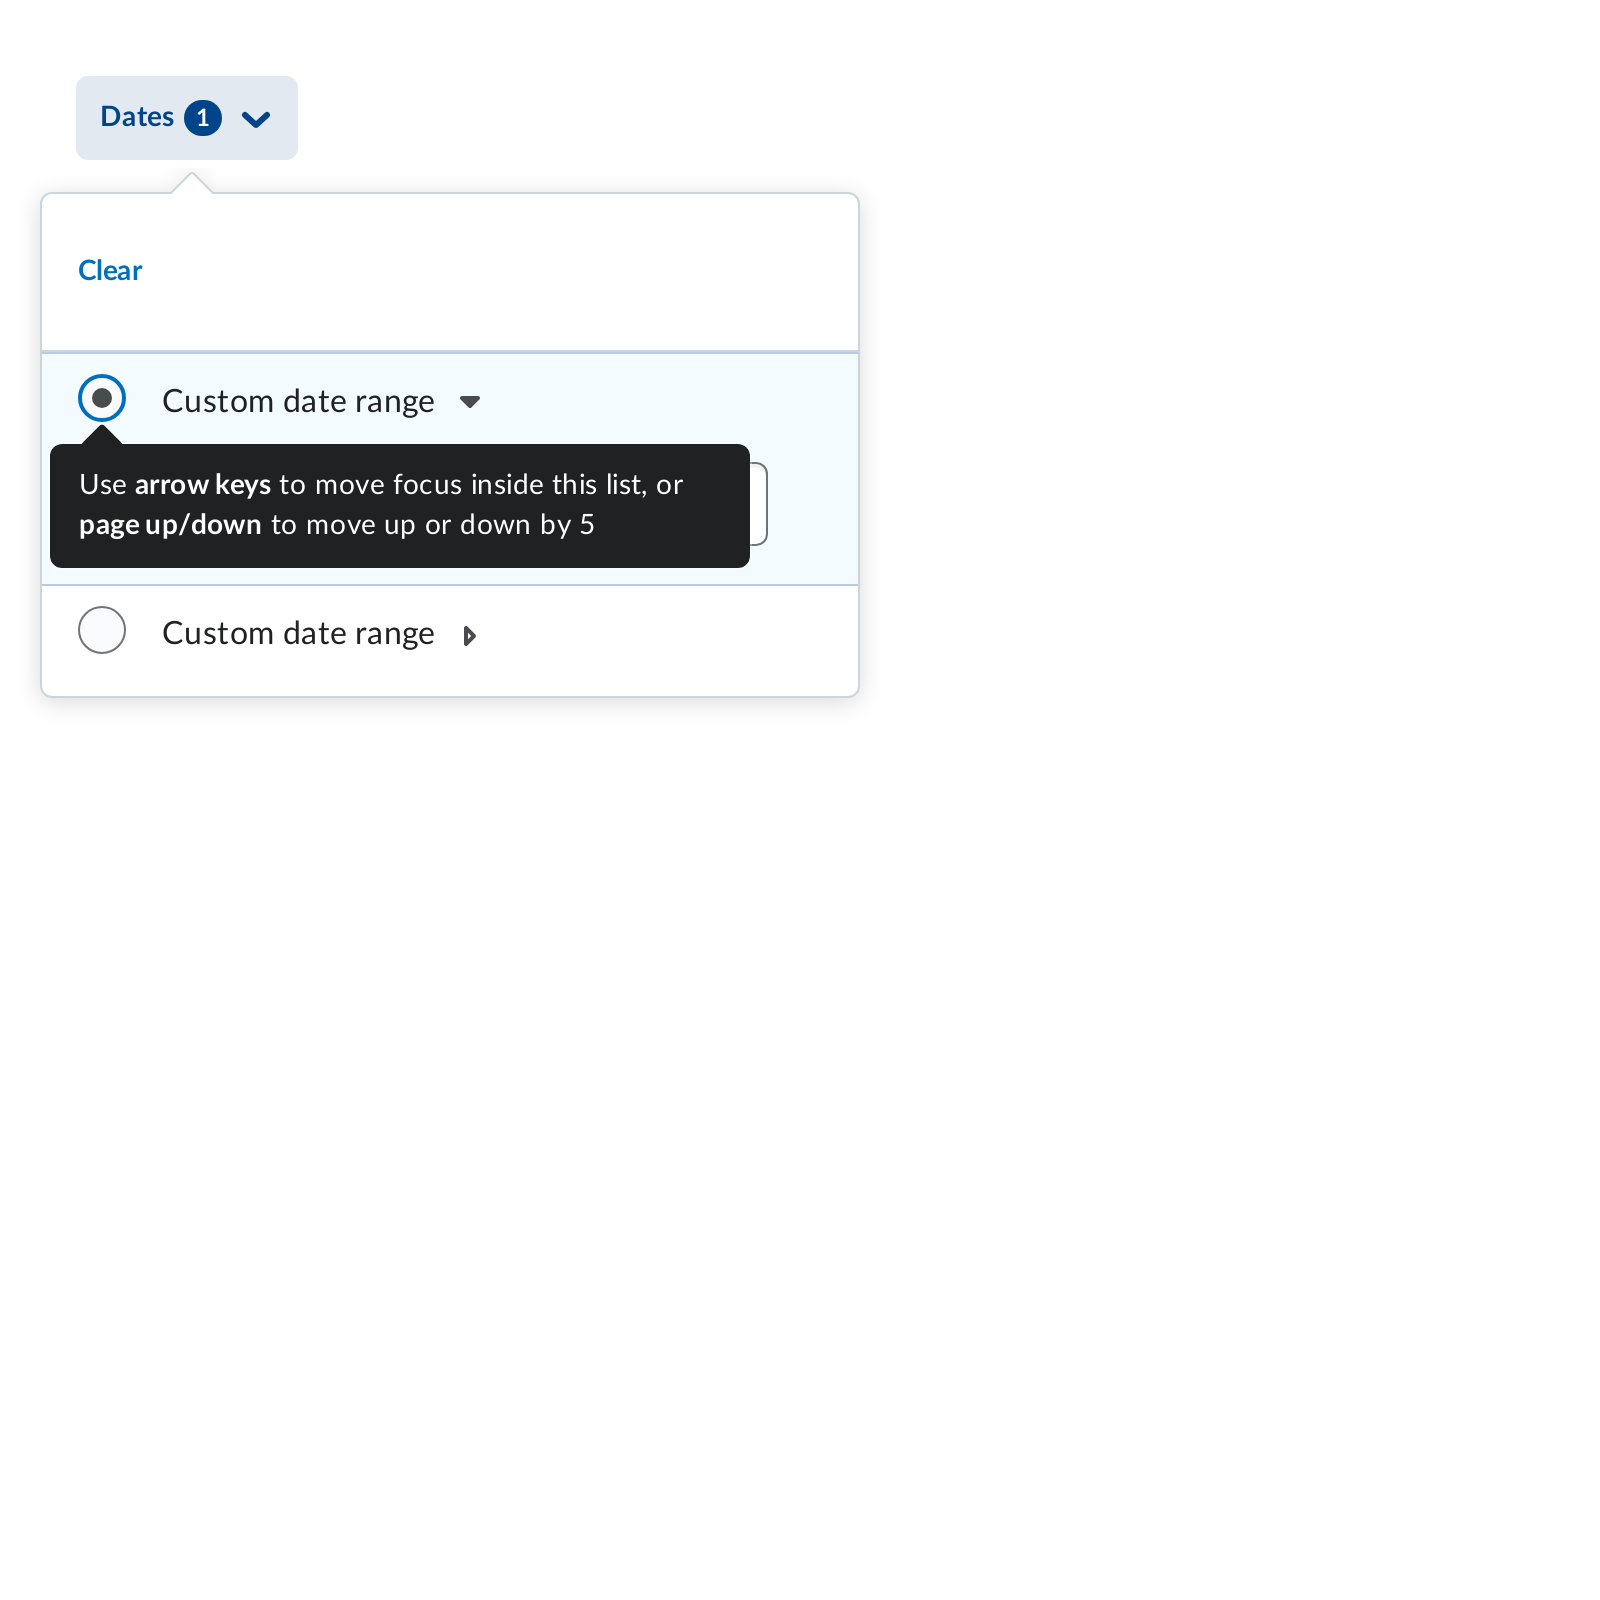 Dates 1
Clear
Custom date range
Use arrow keys to move focus inside this list, or
page up/down to move up or down by 5
Custom date range